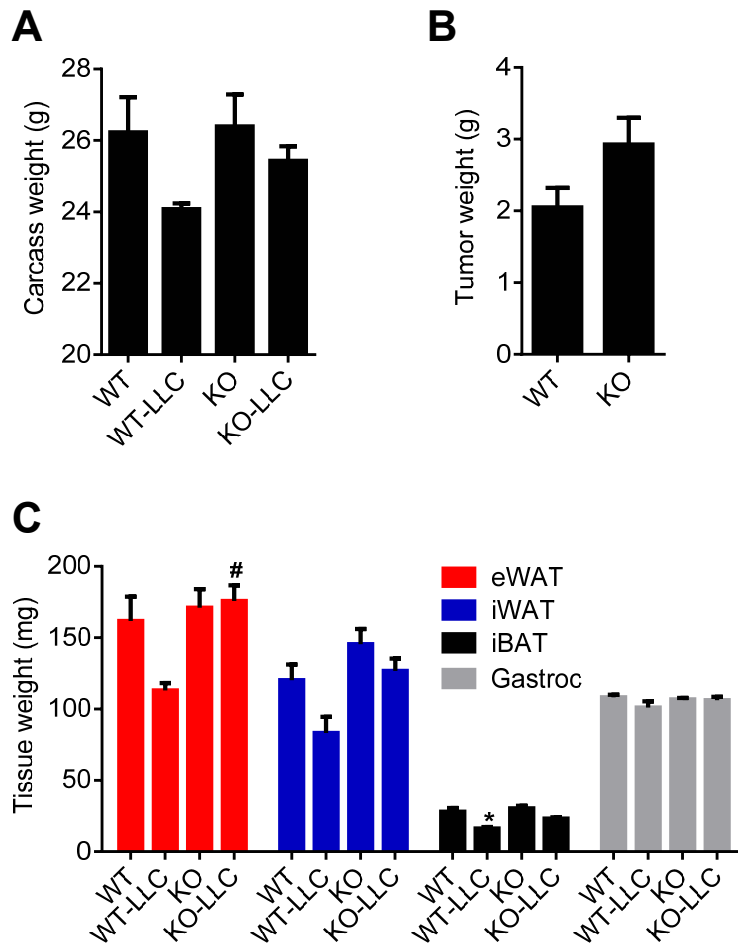 A
Carcass weight (g)
28
26
24
22
20
WT
WT-LLC
KO
KO-LLC
B
Tumor weight (g)
4
3
2
1
0
WT
KO
C
Tissue weight (mg)
200
150
100
50
0
#
*
eWAT
iWAT
iBAT
Gastroc
WT
WT-LLC
KO
KO-LLC
WT
WT-LLC
KO
KO-LLC
WT
WT-LLC
KO
KO-LLC
WT
WT-LLC
KO
KO-LLC